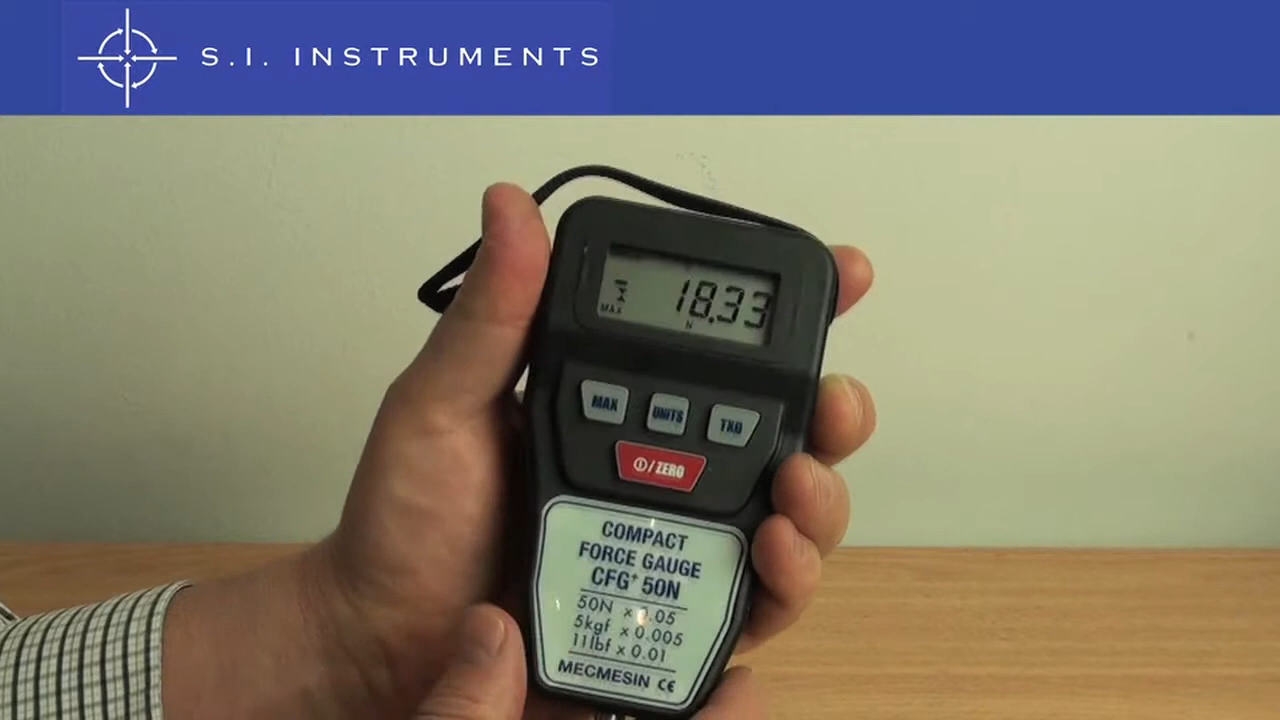 S.I. INSTRUMENTS
18.33
MAX
N
MAX
UNITS
TXD
/ZERO
COMPACT
FORCE GAUGE
CFG+ 50N
50N x 0.05
5kgf x 0.005
11lbf x 0.01
MECMESIN CE